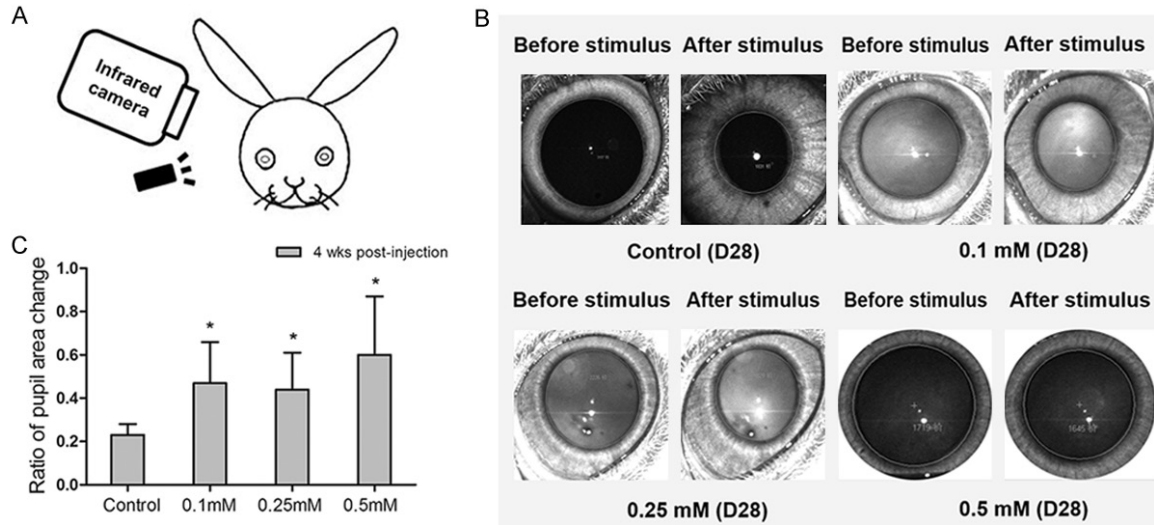 A
Infrared
camera
B
Before stimulus After stimulus Before stimulus After stimulus
Control (D28) 0.1 mM (D28)
Before stimulus After stimulus Before stimulus After stimulus
0.25 mM (D28) 0.5 mM (D28)
C
4 wks post-injection
Ratio of pupil area change
1.0
0.8
0.6
0.4
0.2
0.0
*
*
*
Control 0.1mM 0.25mM 0.5mM